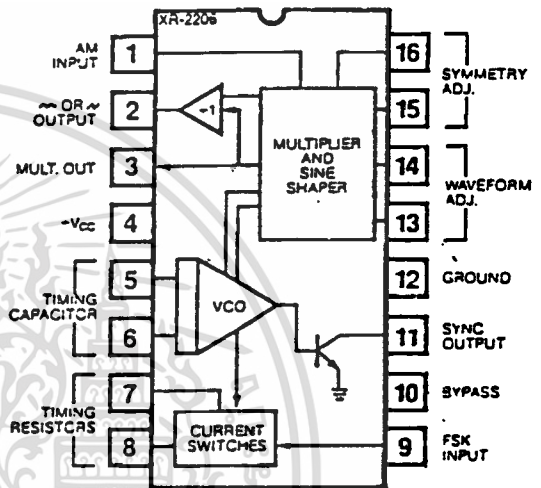 XR-2206
AM
INPUT
1
16
SYMMETRY
ADJ.
OR
OUTPUT
2
-1
15
MULTIPLIER
AND
SINE
SHAPER
MULT. OUT
3
14
WAVEFORM
ADJ.
-VCC
4
13
TIMING
CAPACITOR
5
VCO
12
GROUND
6
11
SYNC
OUTPUT
TIMING
RESISTORS
7
10
BYPASS
8
CURRENT
SWITCHES
9
FSK
INPUT